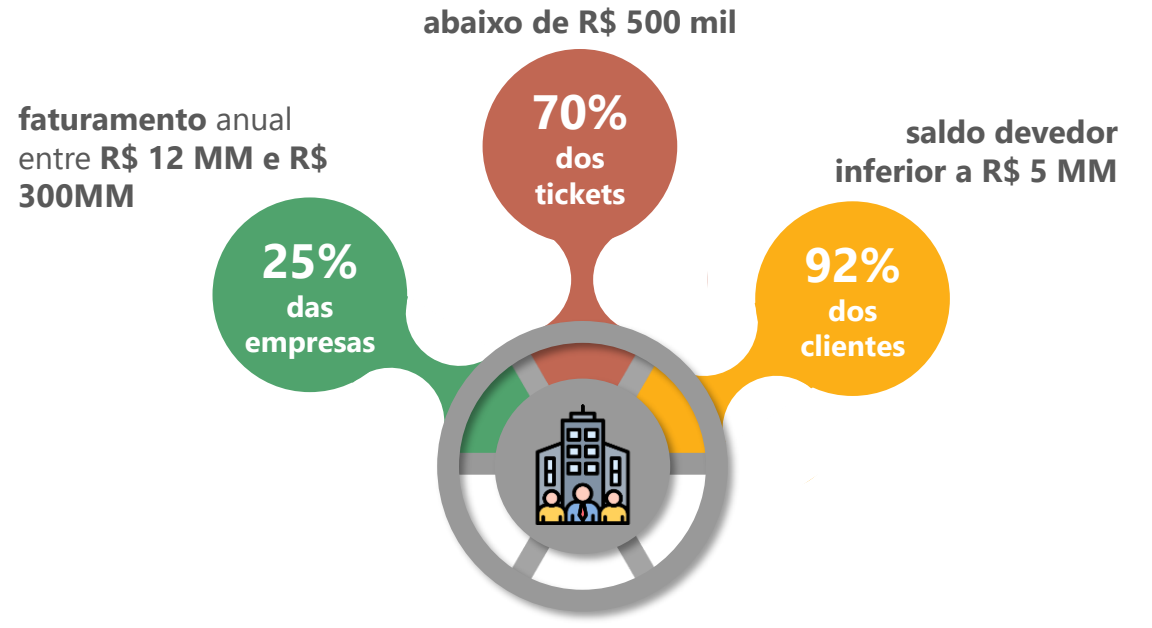 abaixo de R$ 500 mil
70%
dos
tickets
faturamento anual
entre R$ 12 MM e R$
300MM
25%
das
empresas
saldo devedor
inferior a R$ 5 MM
92%
dos
clientes